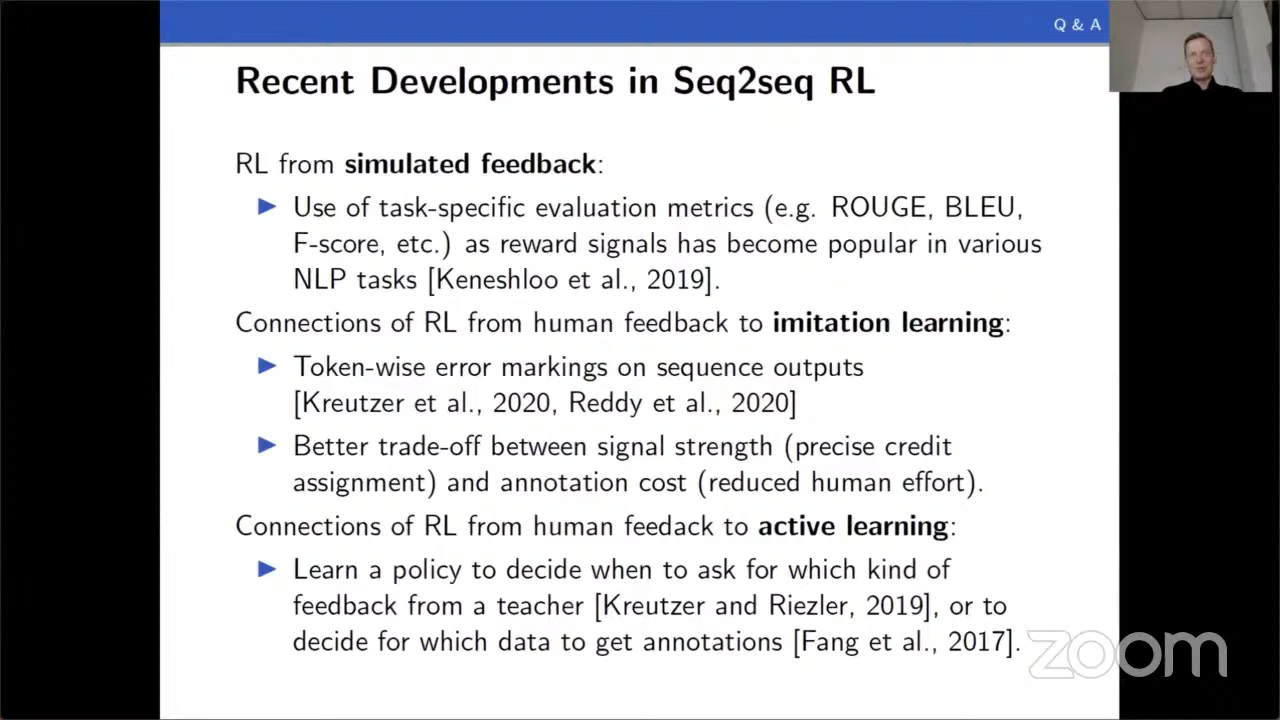 Q & A
Recent Developments in Seq2seq RL
RL from simulated feedback:
Use of task-specific evaluation metrics (e.g. ROUGE, BLEU,
F-score, etc.) as reward signals has become popular in various
NLP tasks [Keneshloo et al., 2019].
Connections of RL from human feedback to imitation learning:
Token-wise error markings on sequence outputs
[Kreutzer et al., 2020, Reddy et al., 2020]
Better trade-off between signal strength (precise credit
assignment) and annotation cost (reduced human effort).
Connections of RL from human feedack to active learning:
Learn a policy to decide when to ask for which kind of
feedback from a teacher [Kreutzer and Riezler, 2019], or to
decide for which data to get annotations [Fang et al., 2017].
zoom